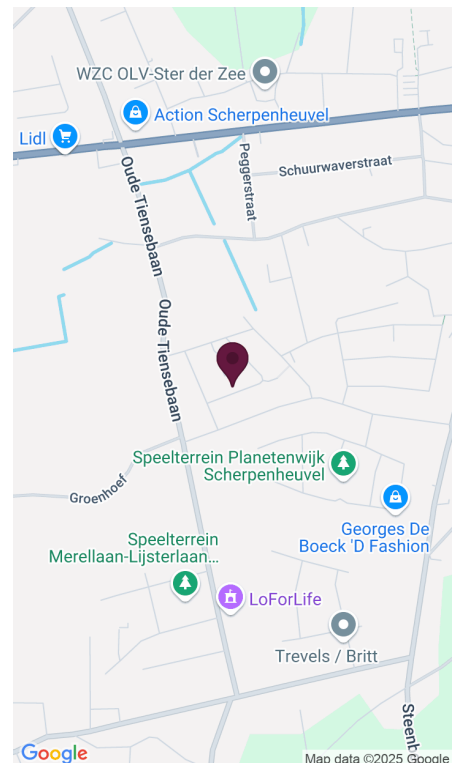 WZC OLV-Ster der Zee
Action Scherpenheuvel
Lidl
Peggerstraat
Schuurwaverstraat
Oude Tiensebaan
Oude Tiensebaan
Speelterrein Planetenwijk
Scherpenheuvel
Groenhoef
Georges De
Boeck 'D Fashion
Speelterrein
Merellaan-Lijsterlaan...
LoForLife
Trevels / Britt
Google
Map data ©2025 Google